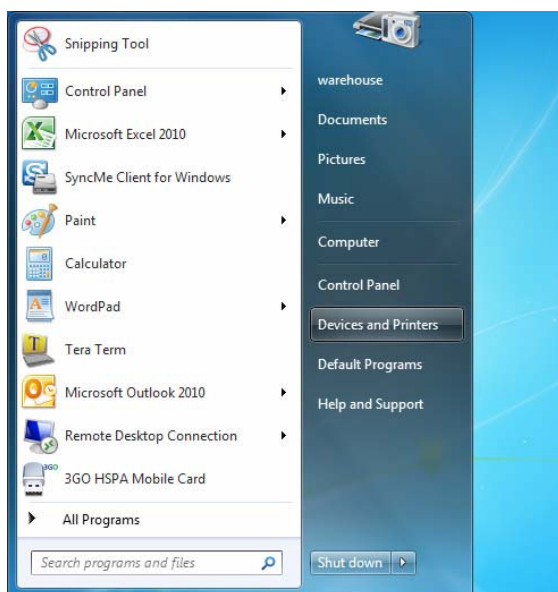 Snipping Tool
Control Panel
Microsoft Excel 2010
SyncMe Client for Windows
Paint
Calculator
WordPad
Tera Term
Microsoft Outlook 2010
Remote Desktop Connection
3GO
3GO HSPA Mobile Card
All Programs
Search programs and files
warehouse
Documents
Pictures
Music
Computer
Control Panel
Devices and Printers
Default Programs
Help and Support
Shut down